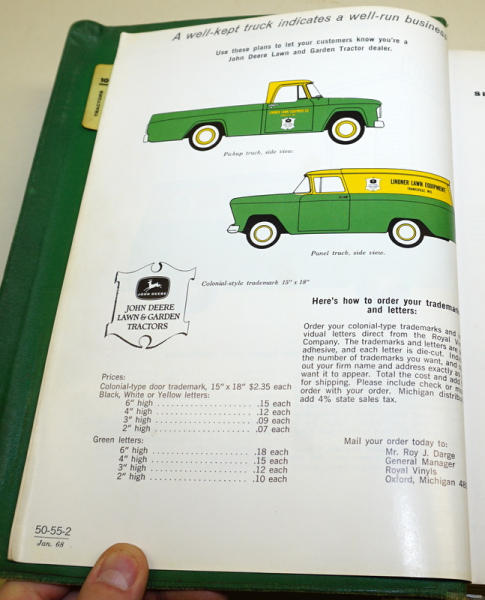 A well-kept truck indicates a well-run business
Use these plans to let your customers know you're a
John Deere Lawn and Garden Tractor dealer.
TRACTORS
10
LINDNER LAWN EQUIPMENT CO.
Pickup truck, side view.
LINDNER LAWN EQUIPMENT
Panel truck, side view.
Colonial-style trademark 15" x 18"
JOHN DEERE
JOHN DEERE
LAWN & GARDEN
TRACTORS
Here's how to order your trademark
and letters:
Order your colonial-type trademarks and
vidual letters direct from the Royal
Company. The trademarks and letters are
adhesive, and each letter is die-cut.
the number of trademarks you want, and
out your firm name and address exactly
want it to appear. Total the cost and add
for shipping. Please include check or
order with your order. Michigan
add 4% state sales tax.
Prices:
Colonial-type door trademark, 15" x 18" $2.35 each
Black, White or Yellow letters:
6" high .................... .15 each
4" high .................... .12 each
3" high .................... .09 each
2" high .................... .07 each
Green letters:
6" high .................... .18 each
4" high .................... .15 each
3" high .................... .12 each
2" high .................... .10 each
Mail your order today to:
Mr. Roy J. Darge
General Manager
Royal Vinyls
Oxford, Michigan
50-55-2
Jan. 68